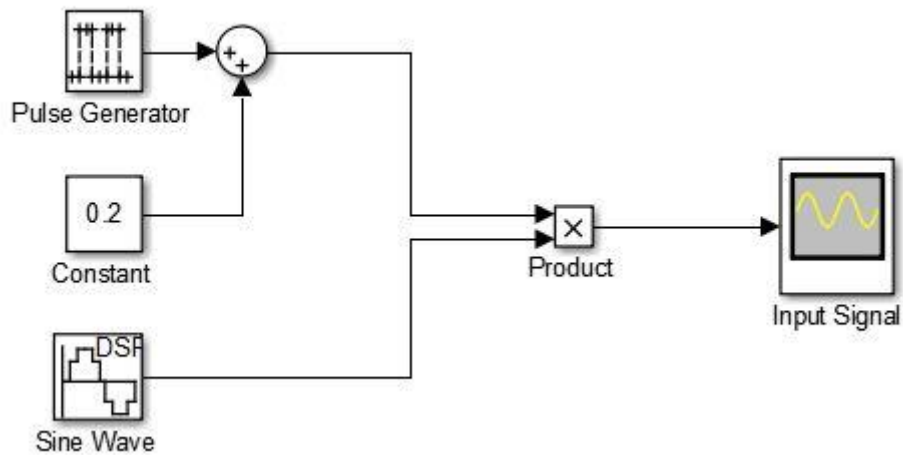 +
+
Pulse Generator
0.2
Constant
×
Product
Input Signal
DSP
Sine Wave